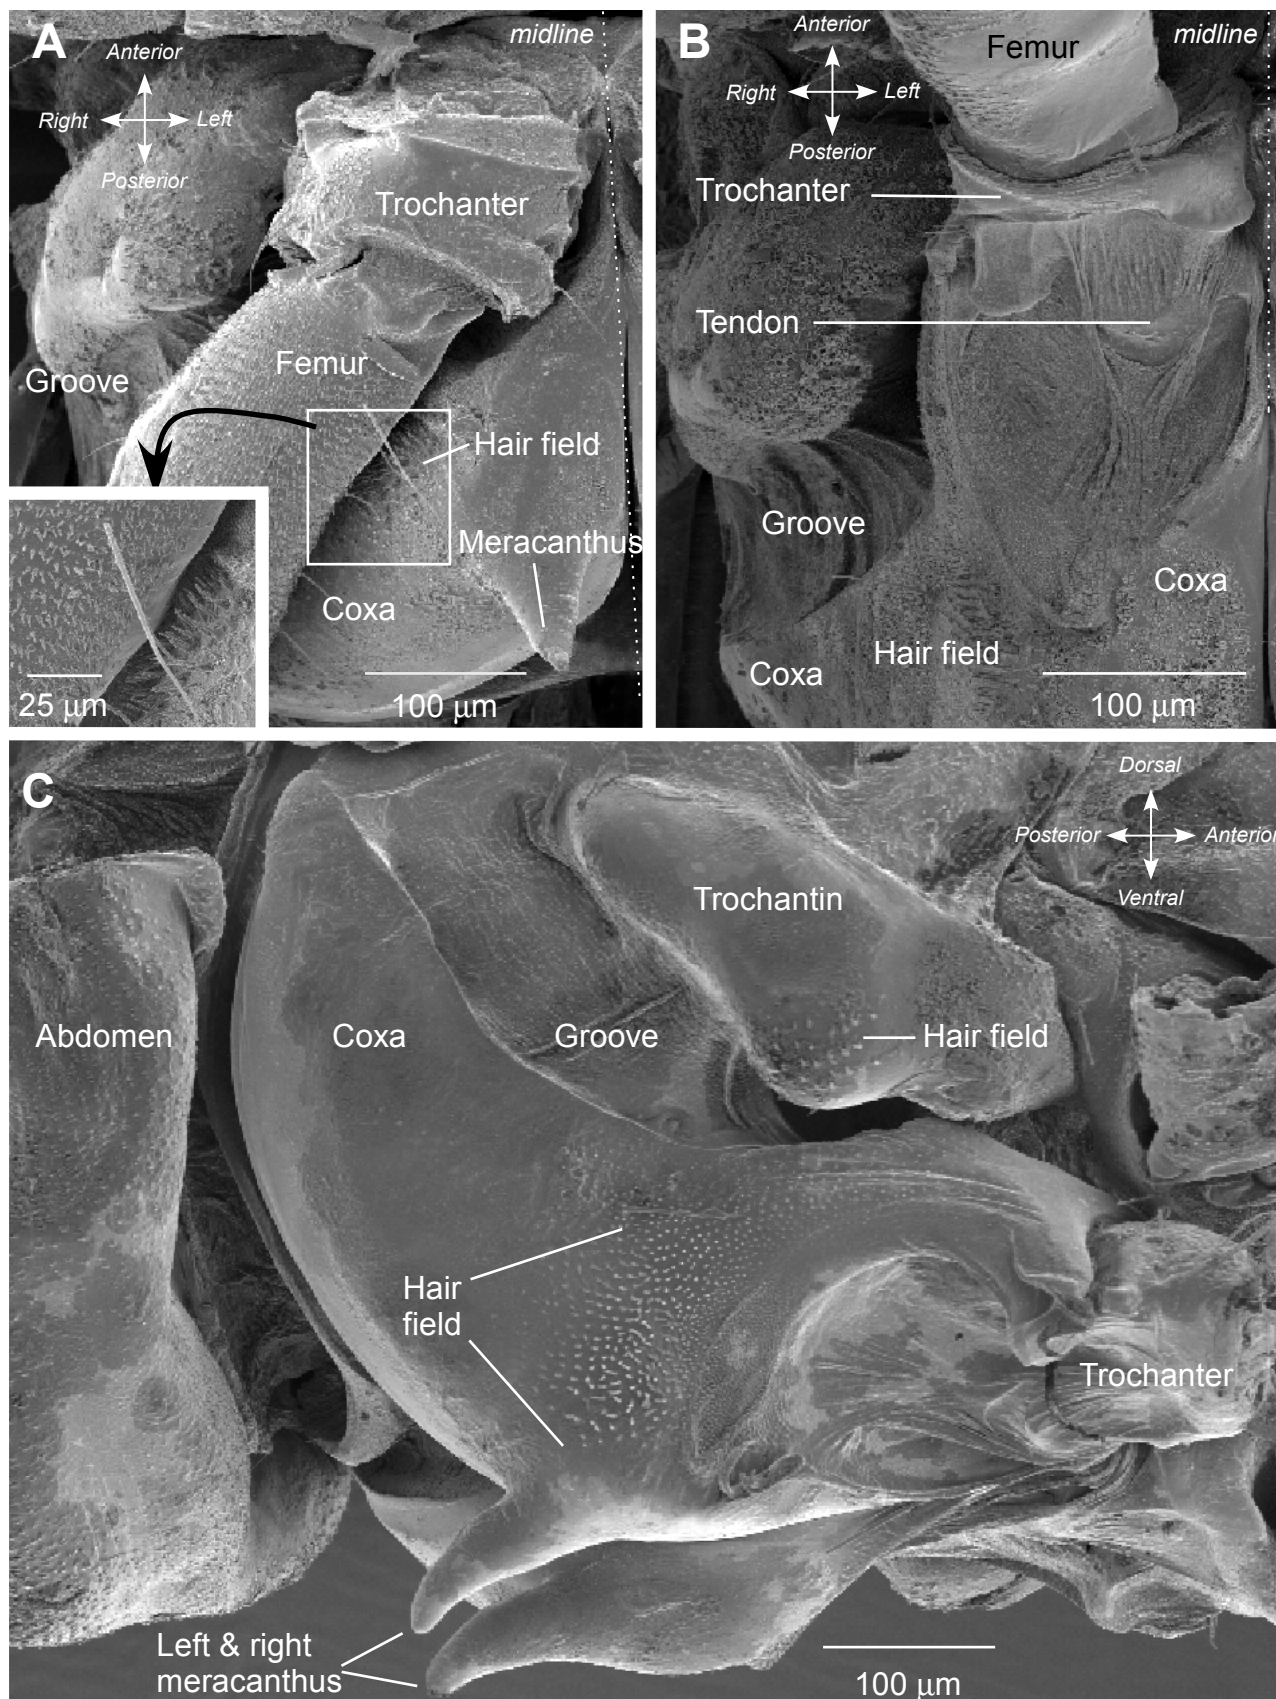 A
midline
Anterior
Right
Left
Posterior
Trochanter
Groove
Femur
Hair field
Meracanthus
Coxa
25 μm
100 μm
B
midline
Anterior
Femur
Right
Left
Posterior
Trochanter
Tendon
Groove
Coxa
Hair field
Coxa
100 μm
C
Dorsal
Posterior
Anterior
Ventral
Trochantin
Abdomen
Coxa
Groove
Hair field
Hair
field
Trochanter
Left & right
meracanthus
100 μm